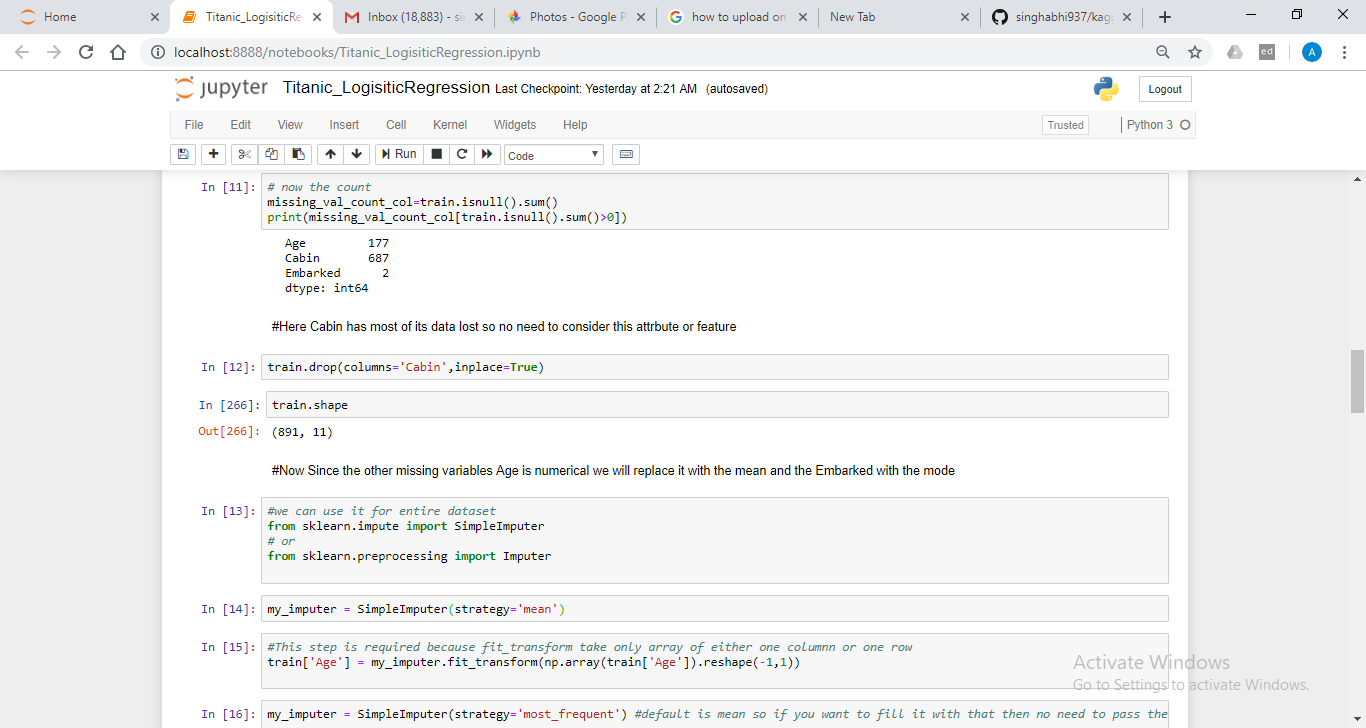 Home
Titanic_LogisiticRe
Inbox (18,883) - sir
Photos - Google P
how to upload on
New Tab
singhabhi937/kag
localhost:8888/notebooks/Titanic_LogisiticRegression.ipynb
ed
A
jupyter Titanic_LogisiticRegression Last Checkpoint: Yesterday at 2:21 AM (autosaved)
Logout
File Edit View Insert Cell Kernel Widgets Help
Trusted
Python 3
Run
Code
In [11]: # now the count
missing_val_count_col=train.isnull().sum()
print(missing_val_count_col[train.isnull().sum()>0])
Age 177
Cabin 687
Embarked 2
dtype: int64
#Here Cabin has most of its data lost so no need to consider this attrbute or feature
In [12]: train.drop(columns='Cabin',inplace=True)
In [266]: train.shape
Out[266]: (891, 11)
#Now Since the other missing variables Age is numerical we will replace it with the mean and the Embarked with the mode
In [13]: #we can use it for entire dataset
from sklearn.impute import SimpleImputer
# or
from sklearn.preprocessing import Imputer
In [14]: my_imputer = SimpleImputer(strategy='mean')
In [15]: #This step is required because fit_transform take only array of either one columnn or one row
train['Age'] = my_imputer.fit_transform(np.array(train['Age']).reshape(-1,1))
Activate Windows
Go to Settings to activate Windows.
In [16]: my_imputer = SimpleImputer(strategy='most_frequent') #default is mean so if you want to fill it with that then no need to pass the